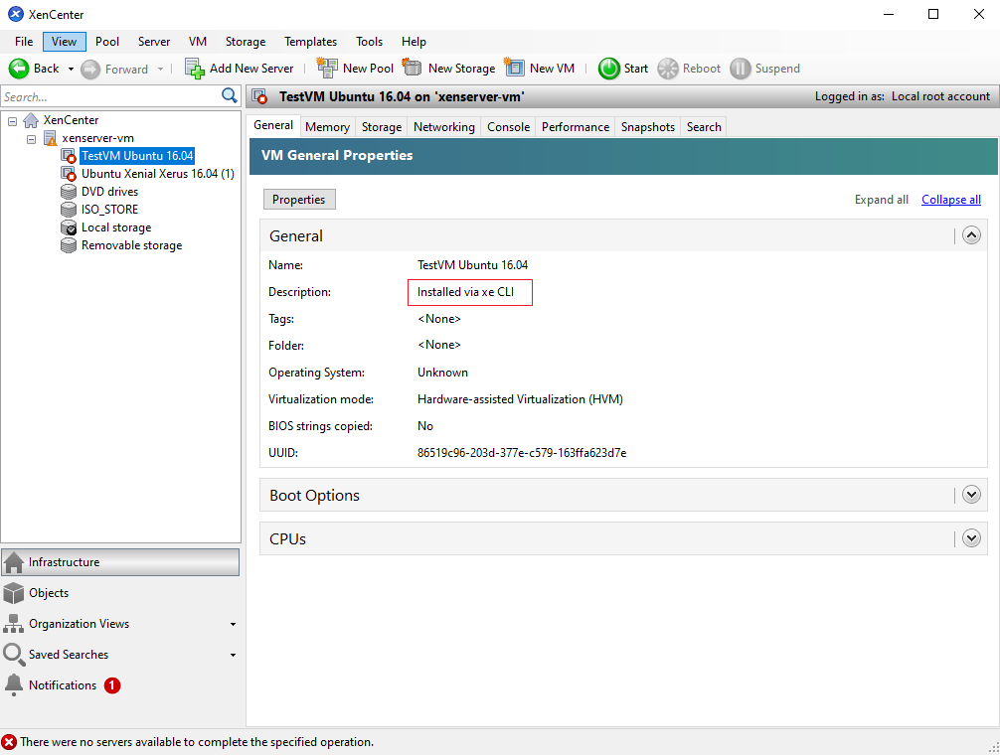 XenCenter
File View Pool Server VM Storage Templates Tools Help
Back Forward Add New Server New Pool New Storage New VM Start Reboot Suspend
Search...
TestVM Ubuntu 16.04 on 'xenserver-vm' Logged in as: Local root account
XenCenter
xenserver-vm
TestVM Ubuntu 16.04
Ubuntu Xenial Xerus 16.04 (1)
DVD drives
ISO_STORE
Local storage
Removable storage
General Memory Storage Networking Console Performance Snapshots Search
VM General Properties
Properties Expand all Collapse all
General
Name: TestVM Ubuntu 16.04
Description: Installed via xe CLI
Tags: <None>
Folder: <None>
Operating System: Unknown
Virtualization mode: Hardware-assisted Virtualization (HVM)
BIOS strings copied: No
UUID: 86519c96-203d-377e-c579-163ffa623d7e
Boot Options
CPUs
Infrastructure
Objects
Organization Views
Saved Searches
Notifications 1
There were no servers available to complete the specified operation.